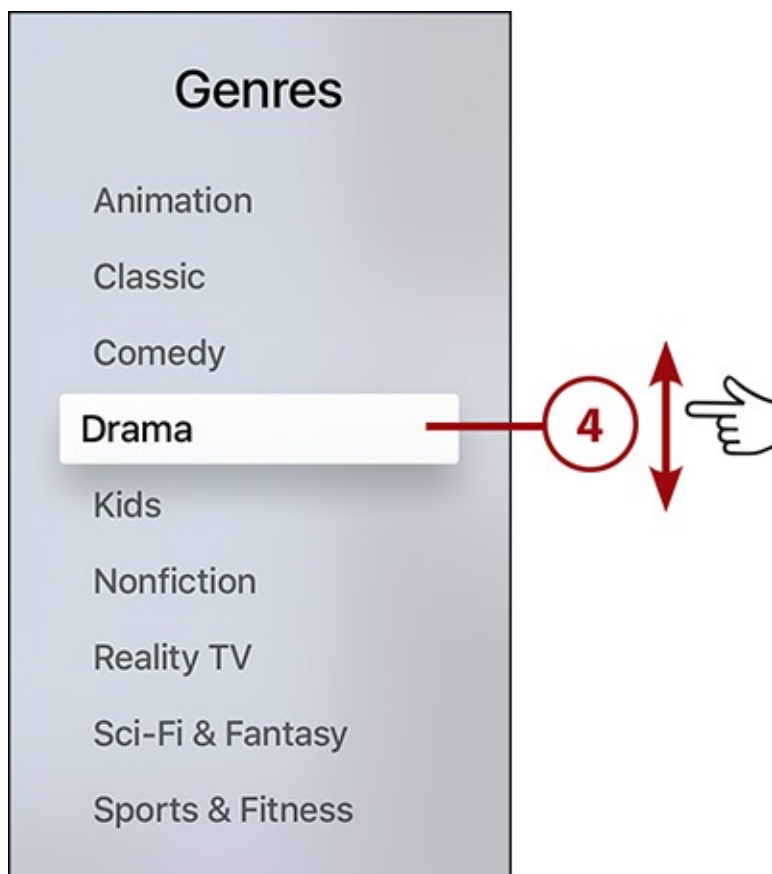 Genres
Animation
Classic
Comedy
Drama
4
Kids
Nonfiction
Reality TV
Sci-Fi & Fantasy
Sports & Fitness